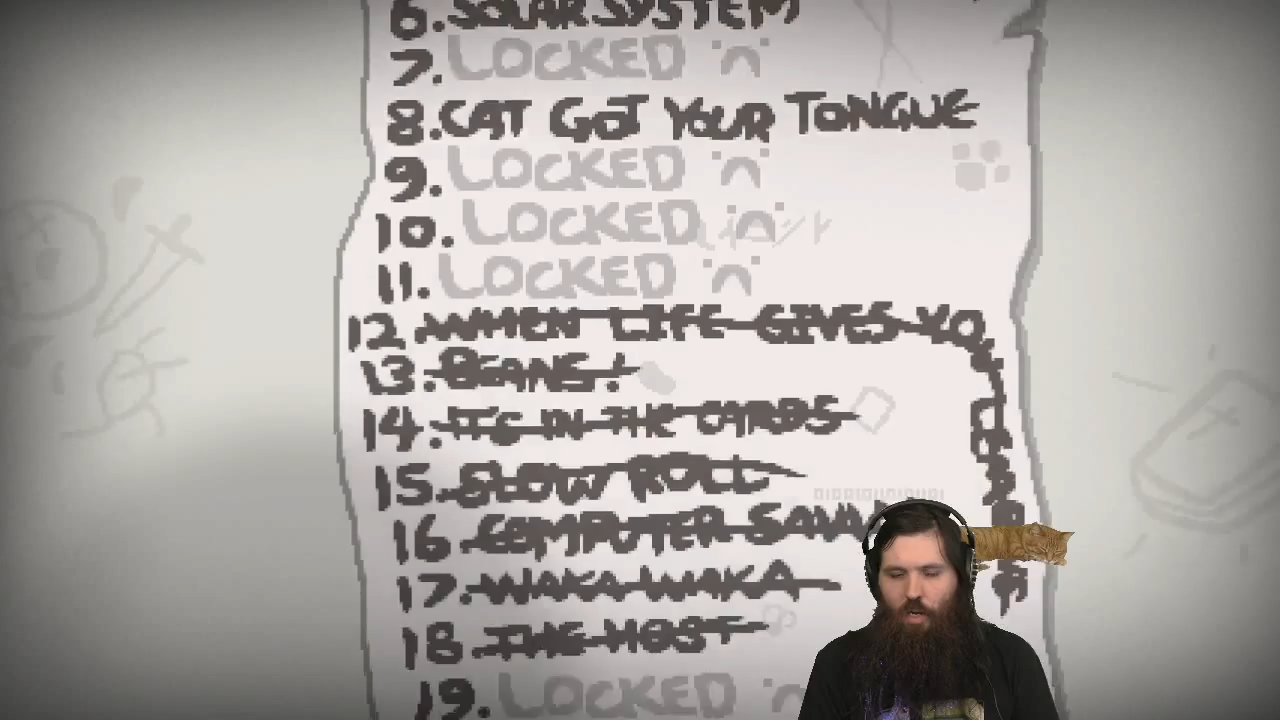 6. SOLAR SYSTEM
7. LOCKED
8. CAT GOT YOUR TONGUE
9. LOCKED
10. LOCKED
11. LOCKED
12. WHEN LIFE GIVES YOU LEMONS
13. BEANS!
14. IT'S IN THE CARDS
15. SLOW ROLL
16. COMPUTER SAVVY
17. WAKA WAKA
18. THE HOST
19. LOCKED